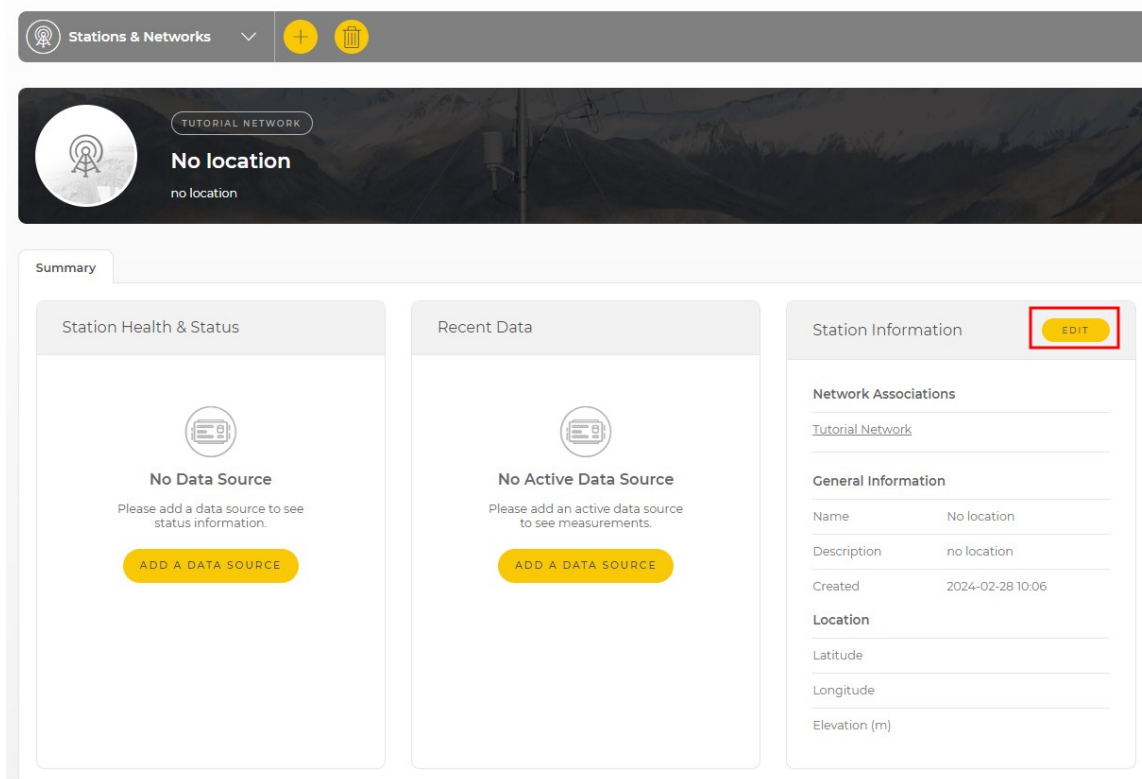 Stations & Networks
TUTORIAL NETWORK
No location
no location
Summary
Station Health & Status
No Data Source
Please add a data source to see
status information.
ADD A DATA SOURCE
Recent Data
No Active Data Source
Please add an active data source
to see measurements.
ADD A DATA SOURCE
Station Information
EDIT
Network Associations
Tutorial Network
General Information
Name No location
Description no location
Created 2024-02-28 10:06
Location
Latitude
Longitude
Elevation (m)